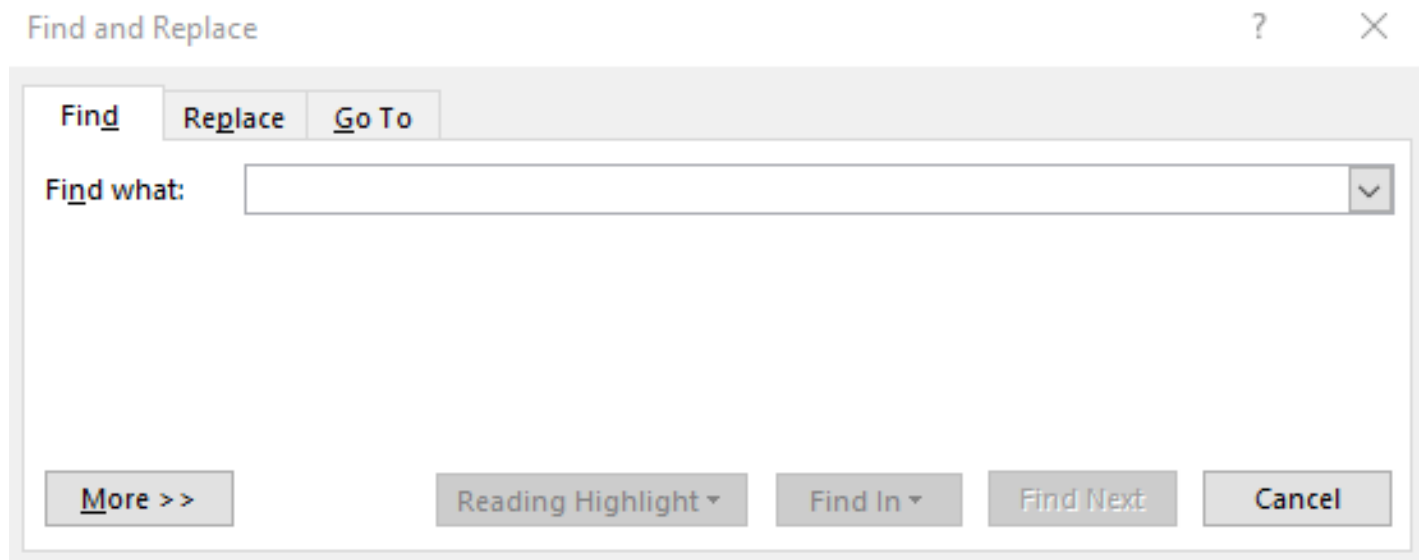 Find and Replace ?
Find Replace Go To
Find what:
More >> Reading Highlight Find In Find Next Cancel